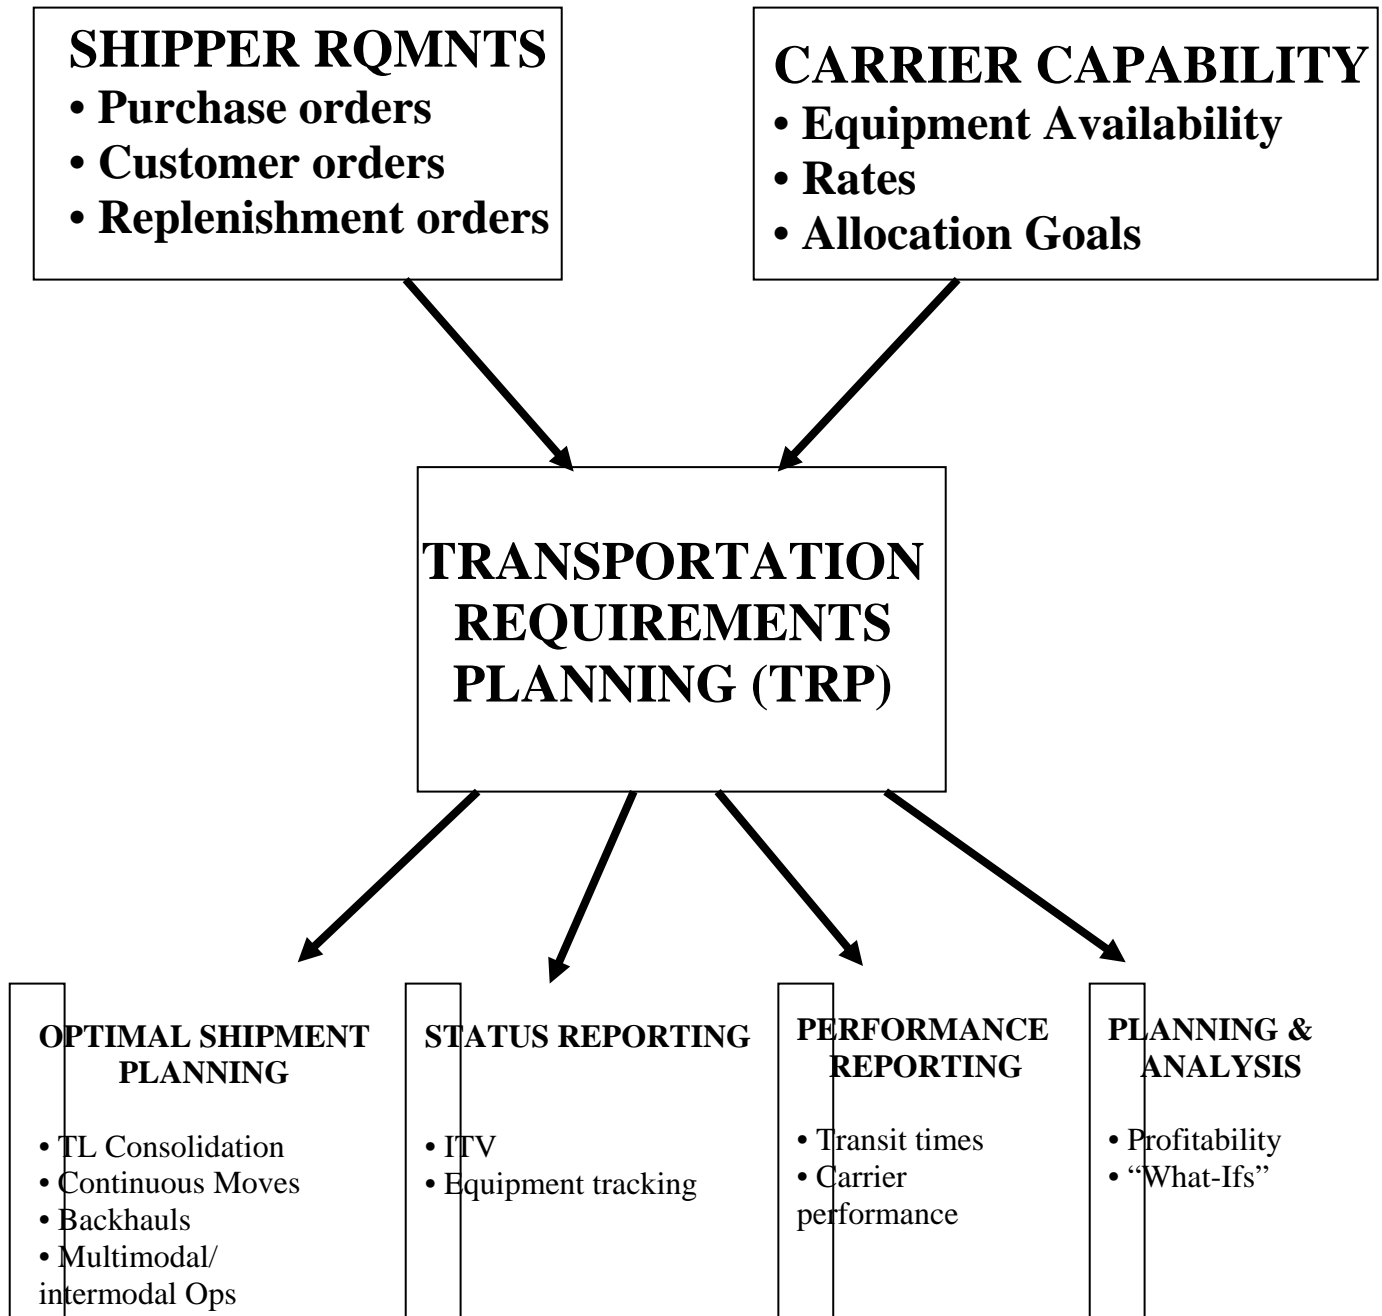 SHIPPER RQMNTS
• Purchase orders
• Customer orders
• Replenishment orders
CARRIER CAPABILITY
• Equipment Availability
• Rates
• Allocation Goals
TRANSPORTATION
REQUIREMENTS
PLANNING (TRP)
OPTIMAL SHIPMENT
PLANNING
• TL Consolidation
• Continuous Moves
• Backhauls
• Multimodal/
intermodal Ops
STATUS REPORTING
• ITV
• Equipment tracking
PERFORMANCE
REPORTING
• Transit times
• Carrier
performance
PLANNING &
ANALYSIS
• Profitability
• “What-Ifs”